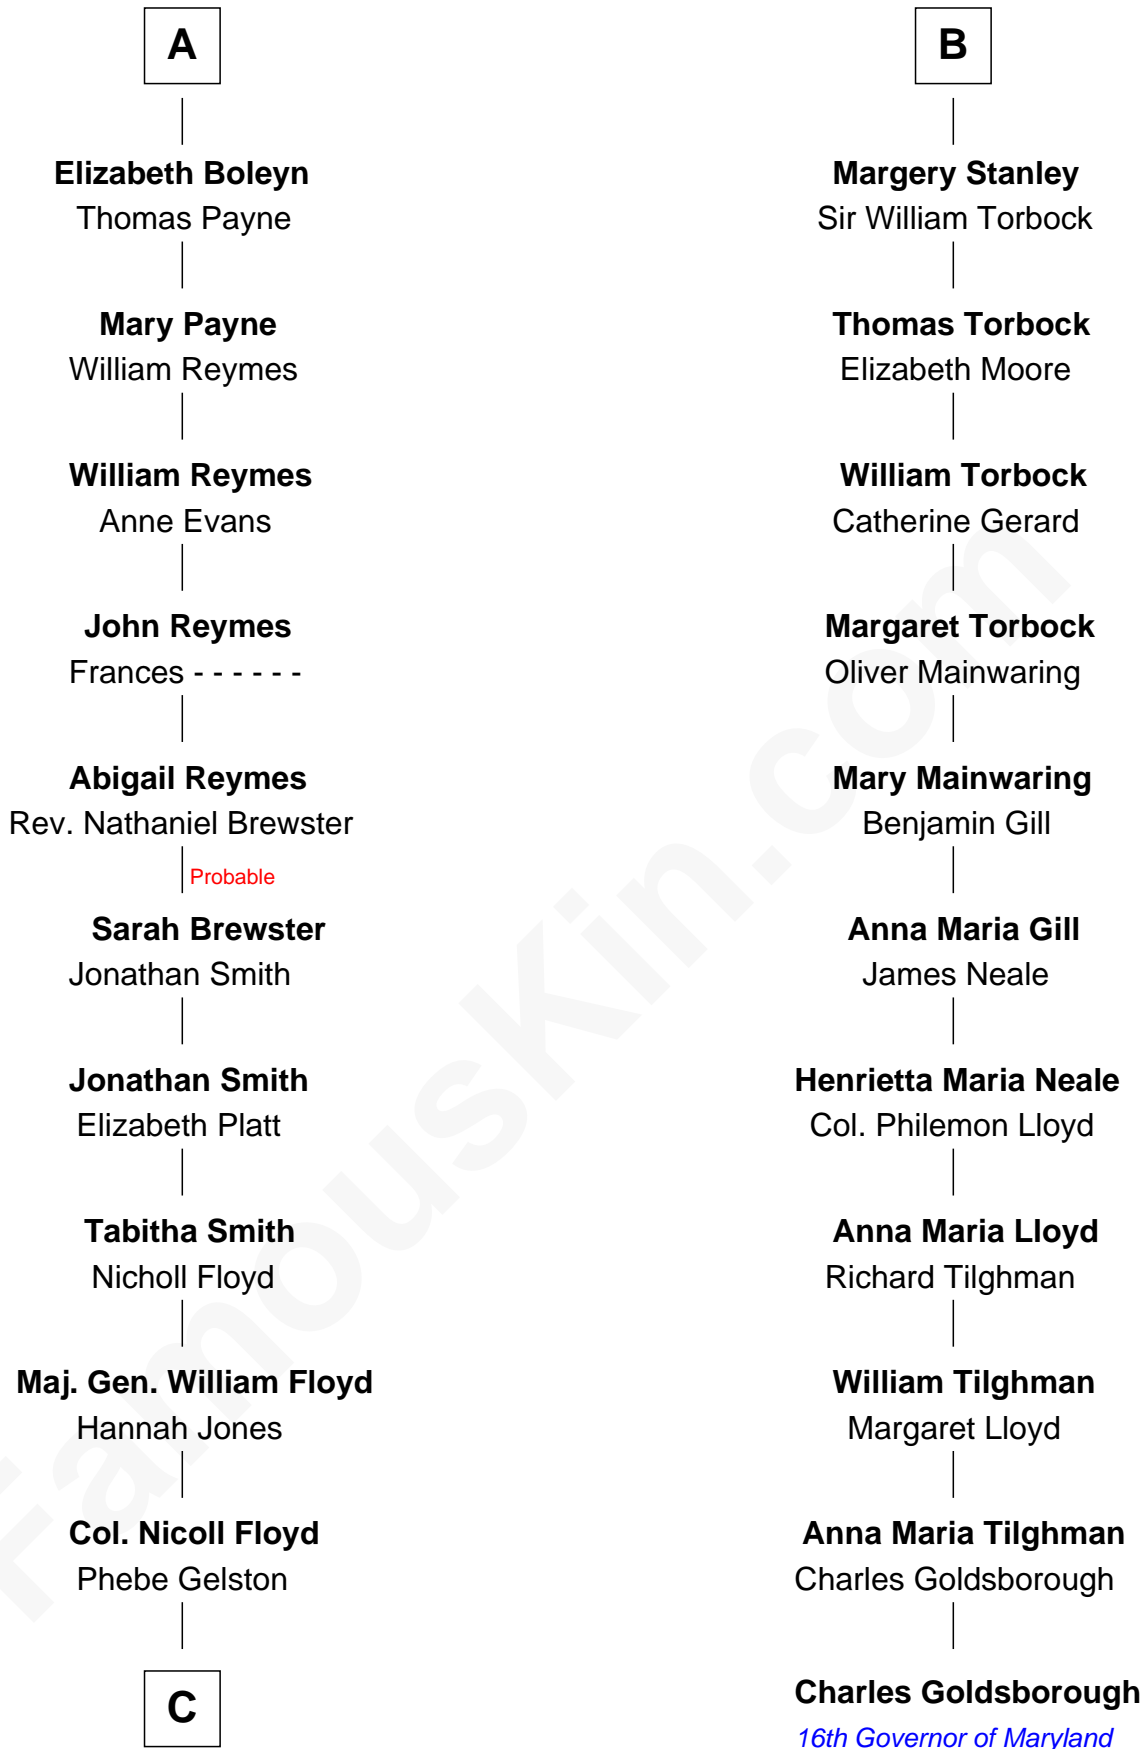 A
Elizabeth Boleyn
Thomas Payne
Mary Payne
William Reymes
William Reymes
Anne Evans
John Reymes
Frances - - - - - -
Abigail Reymes
Rev. Nathaniel Brewster
Probable
Sarah Brewster
Jonathan Smith
Jonathan Smith
Elizabeth Platt
Tabitha Smith
Nicholl Floyd
Maj. Gen. William Floyd
Hannah Jones
Col. Nicoll Floyd
Phebe Gelston
C
B
Margery Stanley
Sir William Torbock
Thomas Torbock
Elizabeth Moore
William Torbock
Catherine Gerard
Margaret Torbock
Oliver Mainwaring
Mary Mainwaring
Benjamin Gill
Anna Maria Gill
James Neale
Henrietta Maria Neale
Col. Philemon Lloyd
Anna Maria Lloyd
Richard Tilghman
William Tilghman
Margaret Lloyd
Anna Maria Tilghman
Charles Goldsborough
Charles Goldsborough
16th Governor of Maryland
FamousKin.com